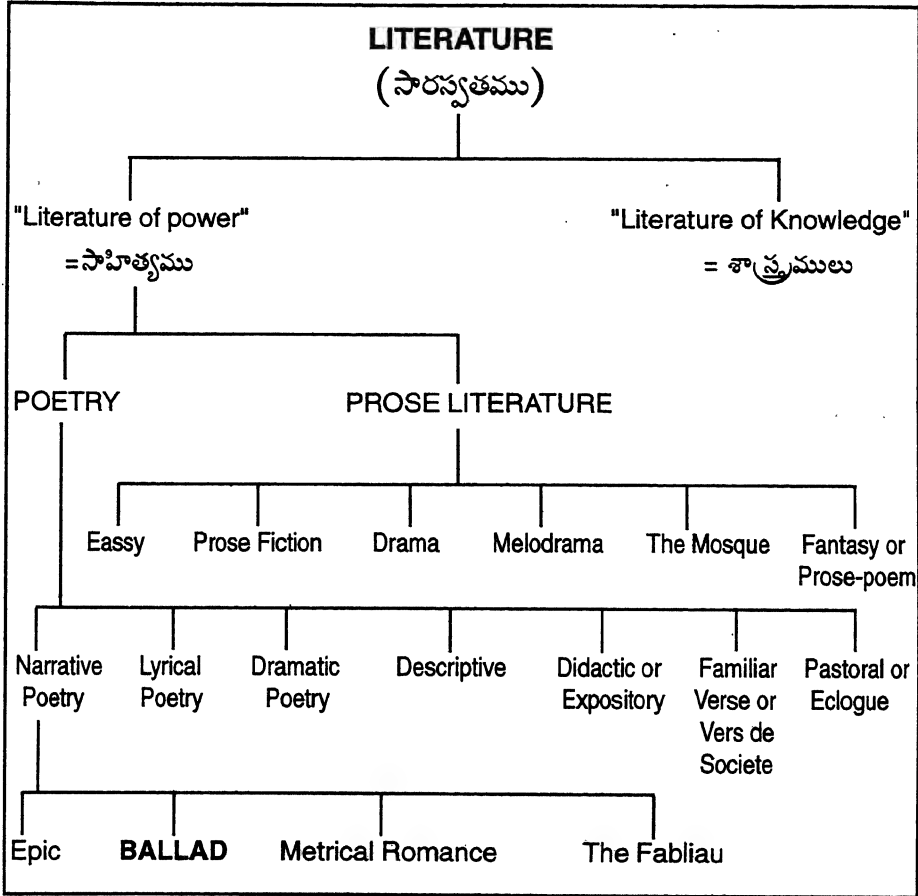 LITERATURE
(సారస్వతము)
"Literature of power"
=సాహిత్యము
"Literature of Knowledge"
= శాస్త్రములు
POETRY
PROSE LITERATURE
Eassy
Prose Fiction
Drama
Melodrama
The Mosque
Fantasy or
Prose-poem
Narrative
Poetry
Lyrical
Poetry
Dramatic
Poetry
Descriptive
Didactic or
Expository
Familiar
Verse or
Vers de
Societe
Pastoral or
Eclogue
Epic
BALLAD
Metrical Romance
The Fabliau